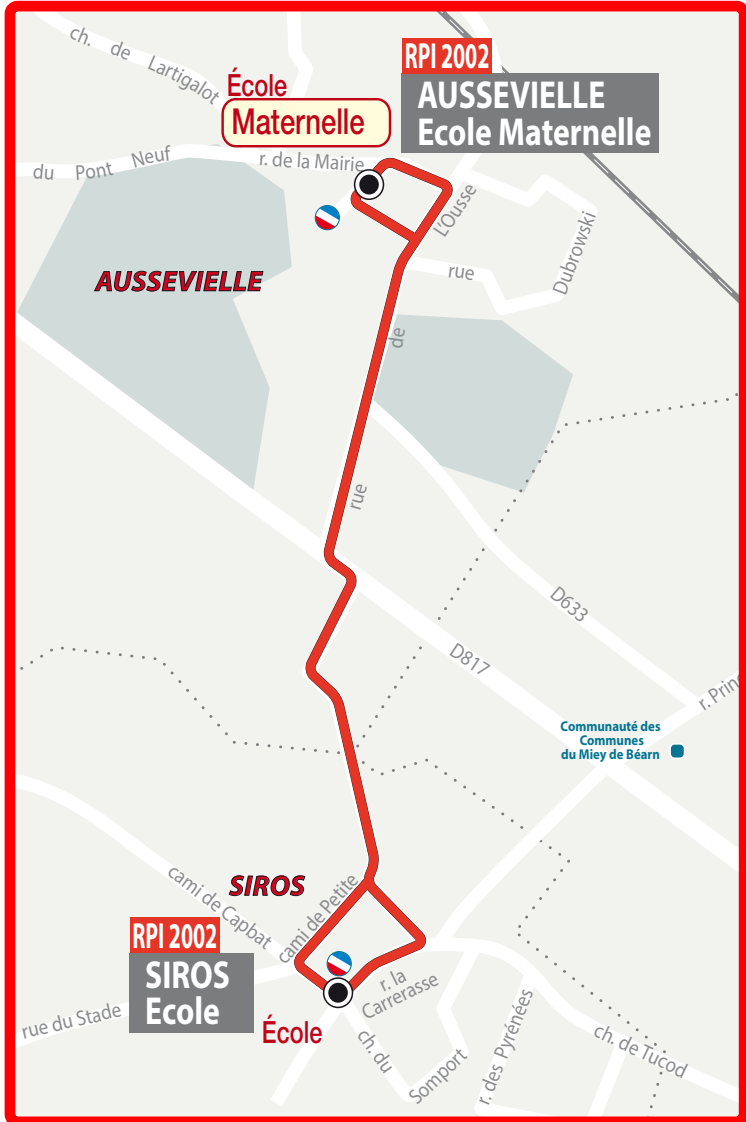 ch. de Lartigalot
École
Maternelle
RPI 2002
AUSSEVIELLE
Ecole Maternelle
du Pont Neuf
r. de la Mairie
L'Ousse
rue
Dubrowski
AUSSEVIELLE
de
rue
D633
D817
r. Princ
Communauté des
Communes
du Miey de Béarn
SIROS
cami de Capbat
cami de Petite
RPI 2002
SIROS
Ecole
École
r. la
Carrerasse
rue du Stade
ch. du
Somport
r. des Pyrénées
ch. de Tucod